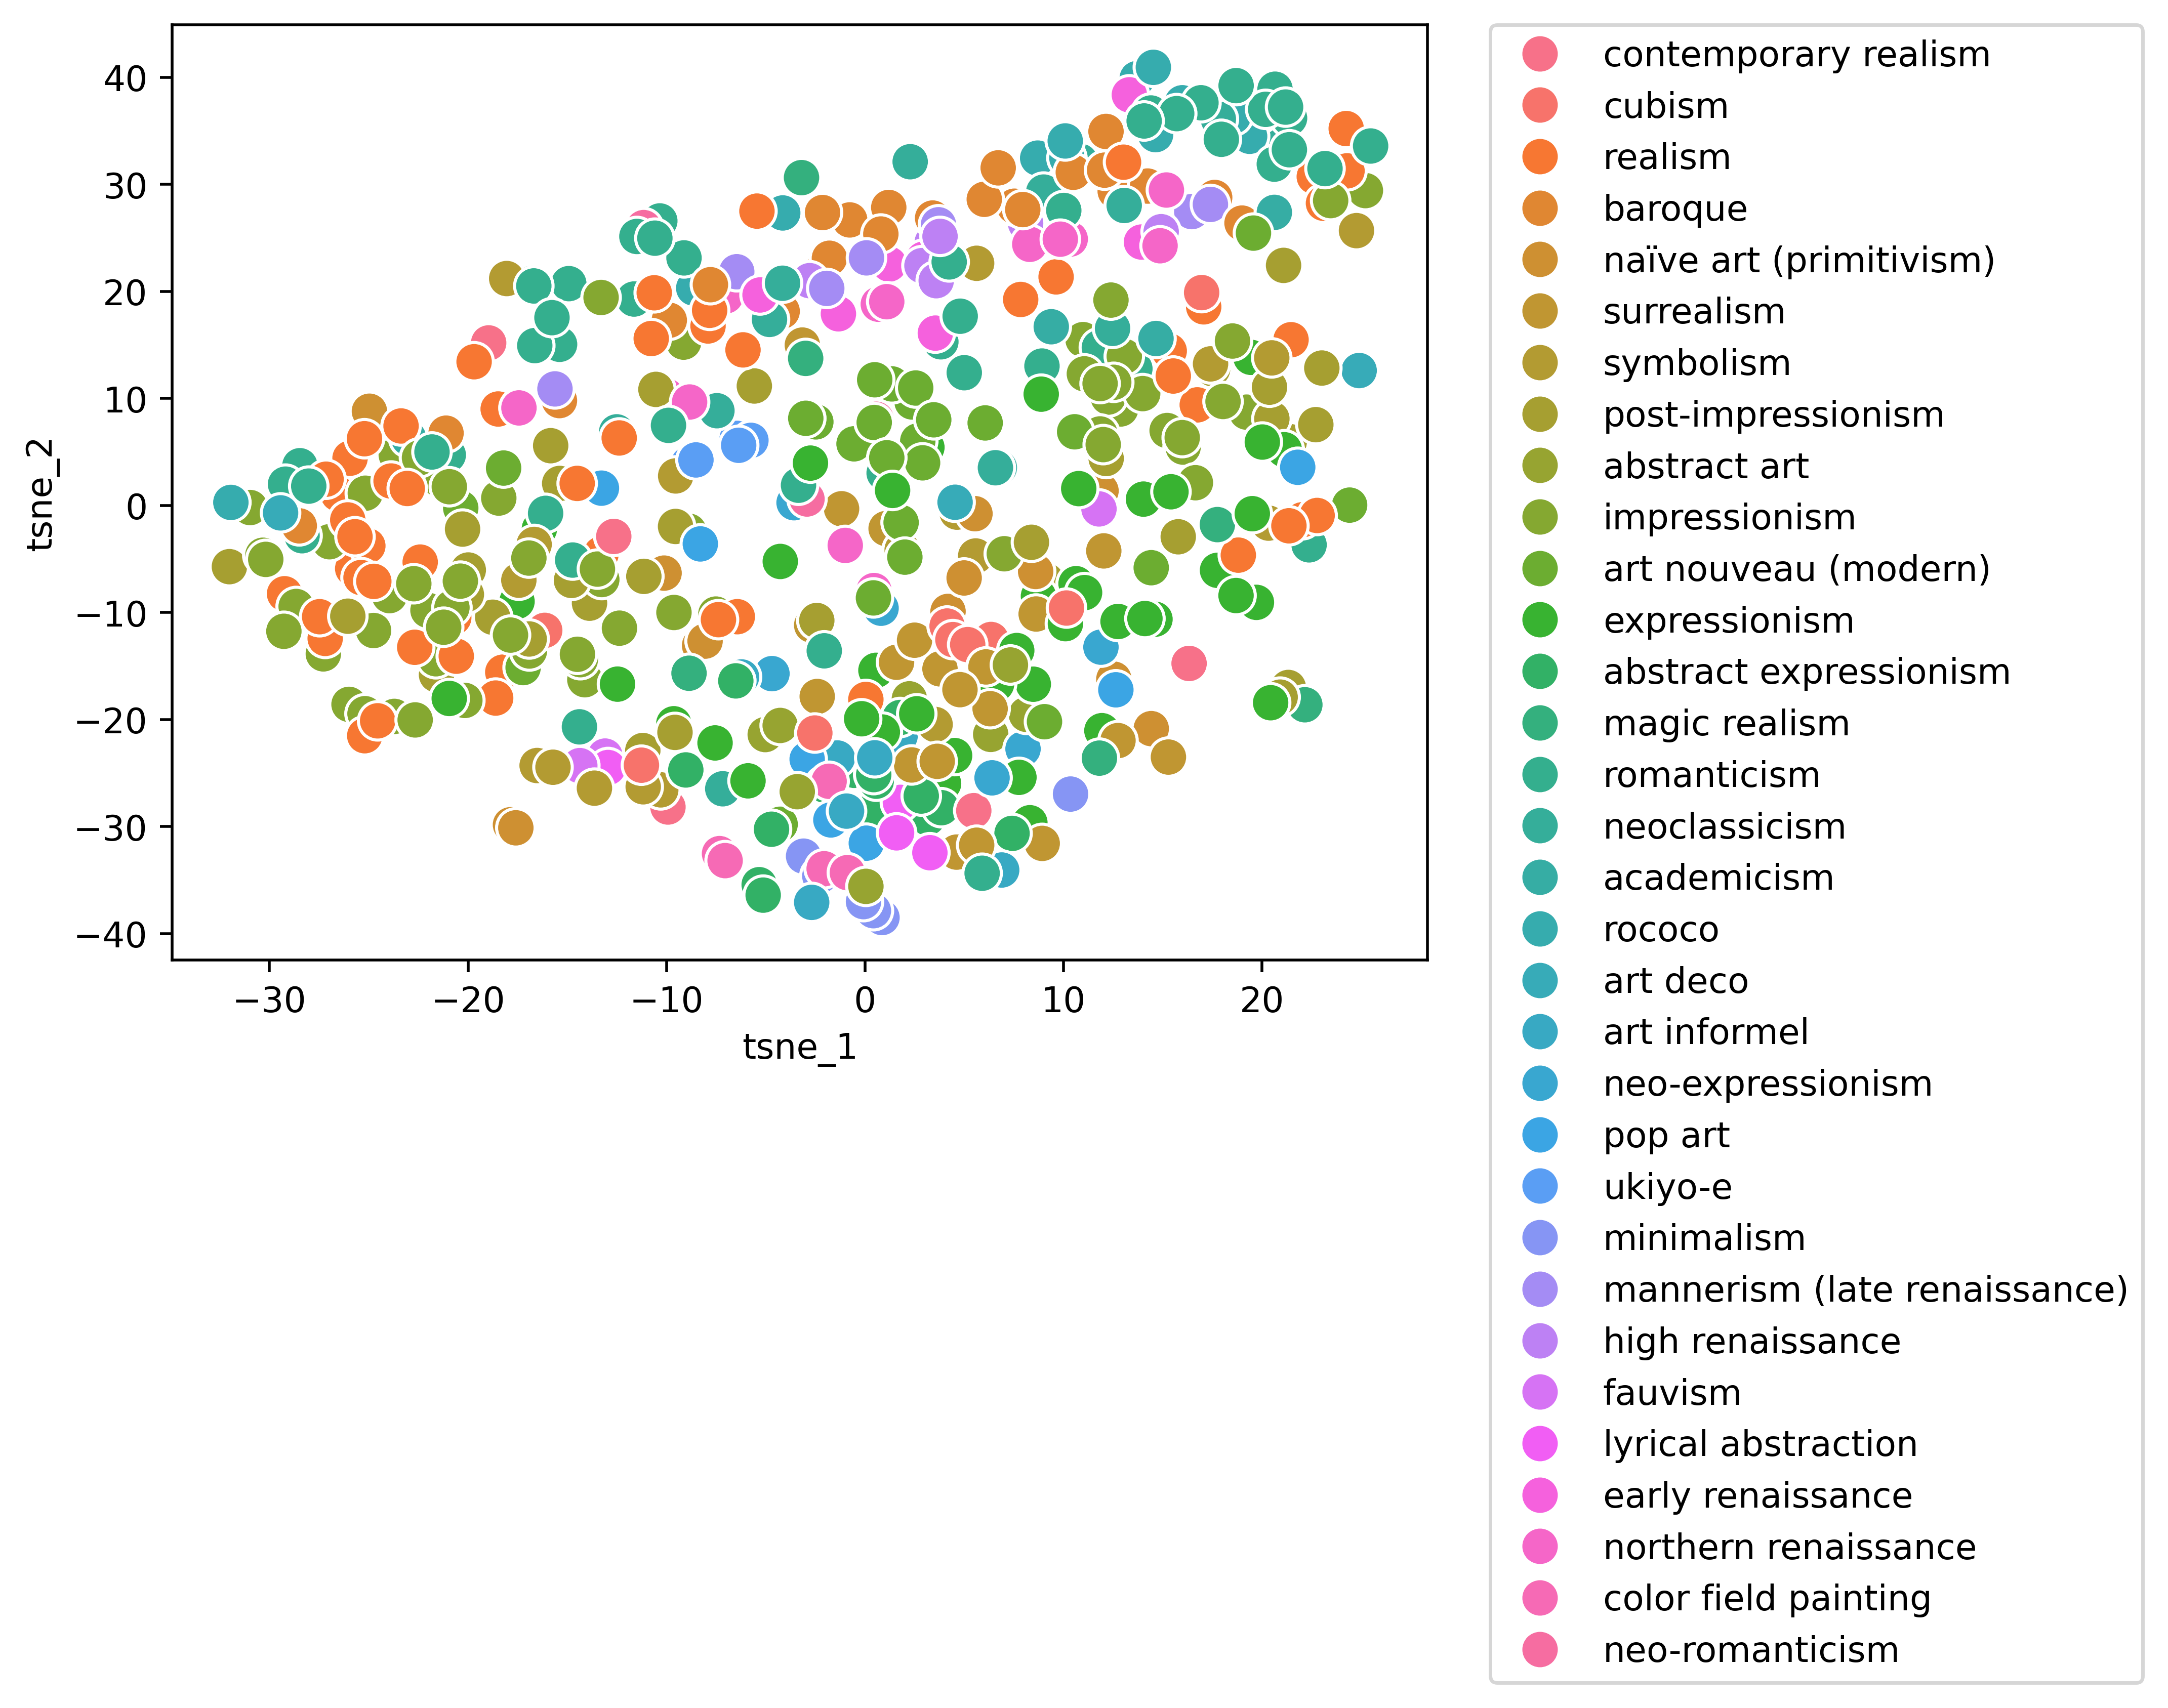 40
30
20
10
0
−10
−20
−30
−40
tsne_2
−30 −20 −10 0 10 20
tsne_1
contemporary realism
cubism
realism
baroque
naïve art (primitivism)
surrealism
symbolism
post-impressionism
abstract art
impressionism
art nouveau (modern)
expressionism
abstract expressionism
magic realism
romanticism
neoclassicism
academicism
rococo
art deco
art informel
neo-expressionism
pop art
ukiyo-e
minimalism
mannerism (late renaissance)
high renaissance
fauvism
lyrical abstraction
early renaissance
northern renaissance
color field painting
neo-romanticism